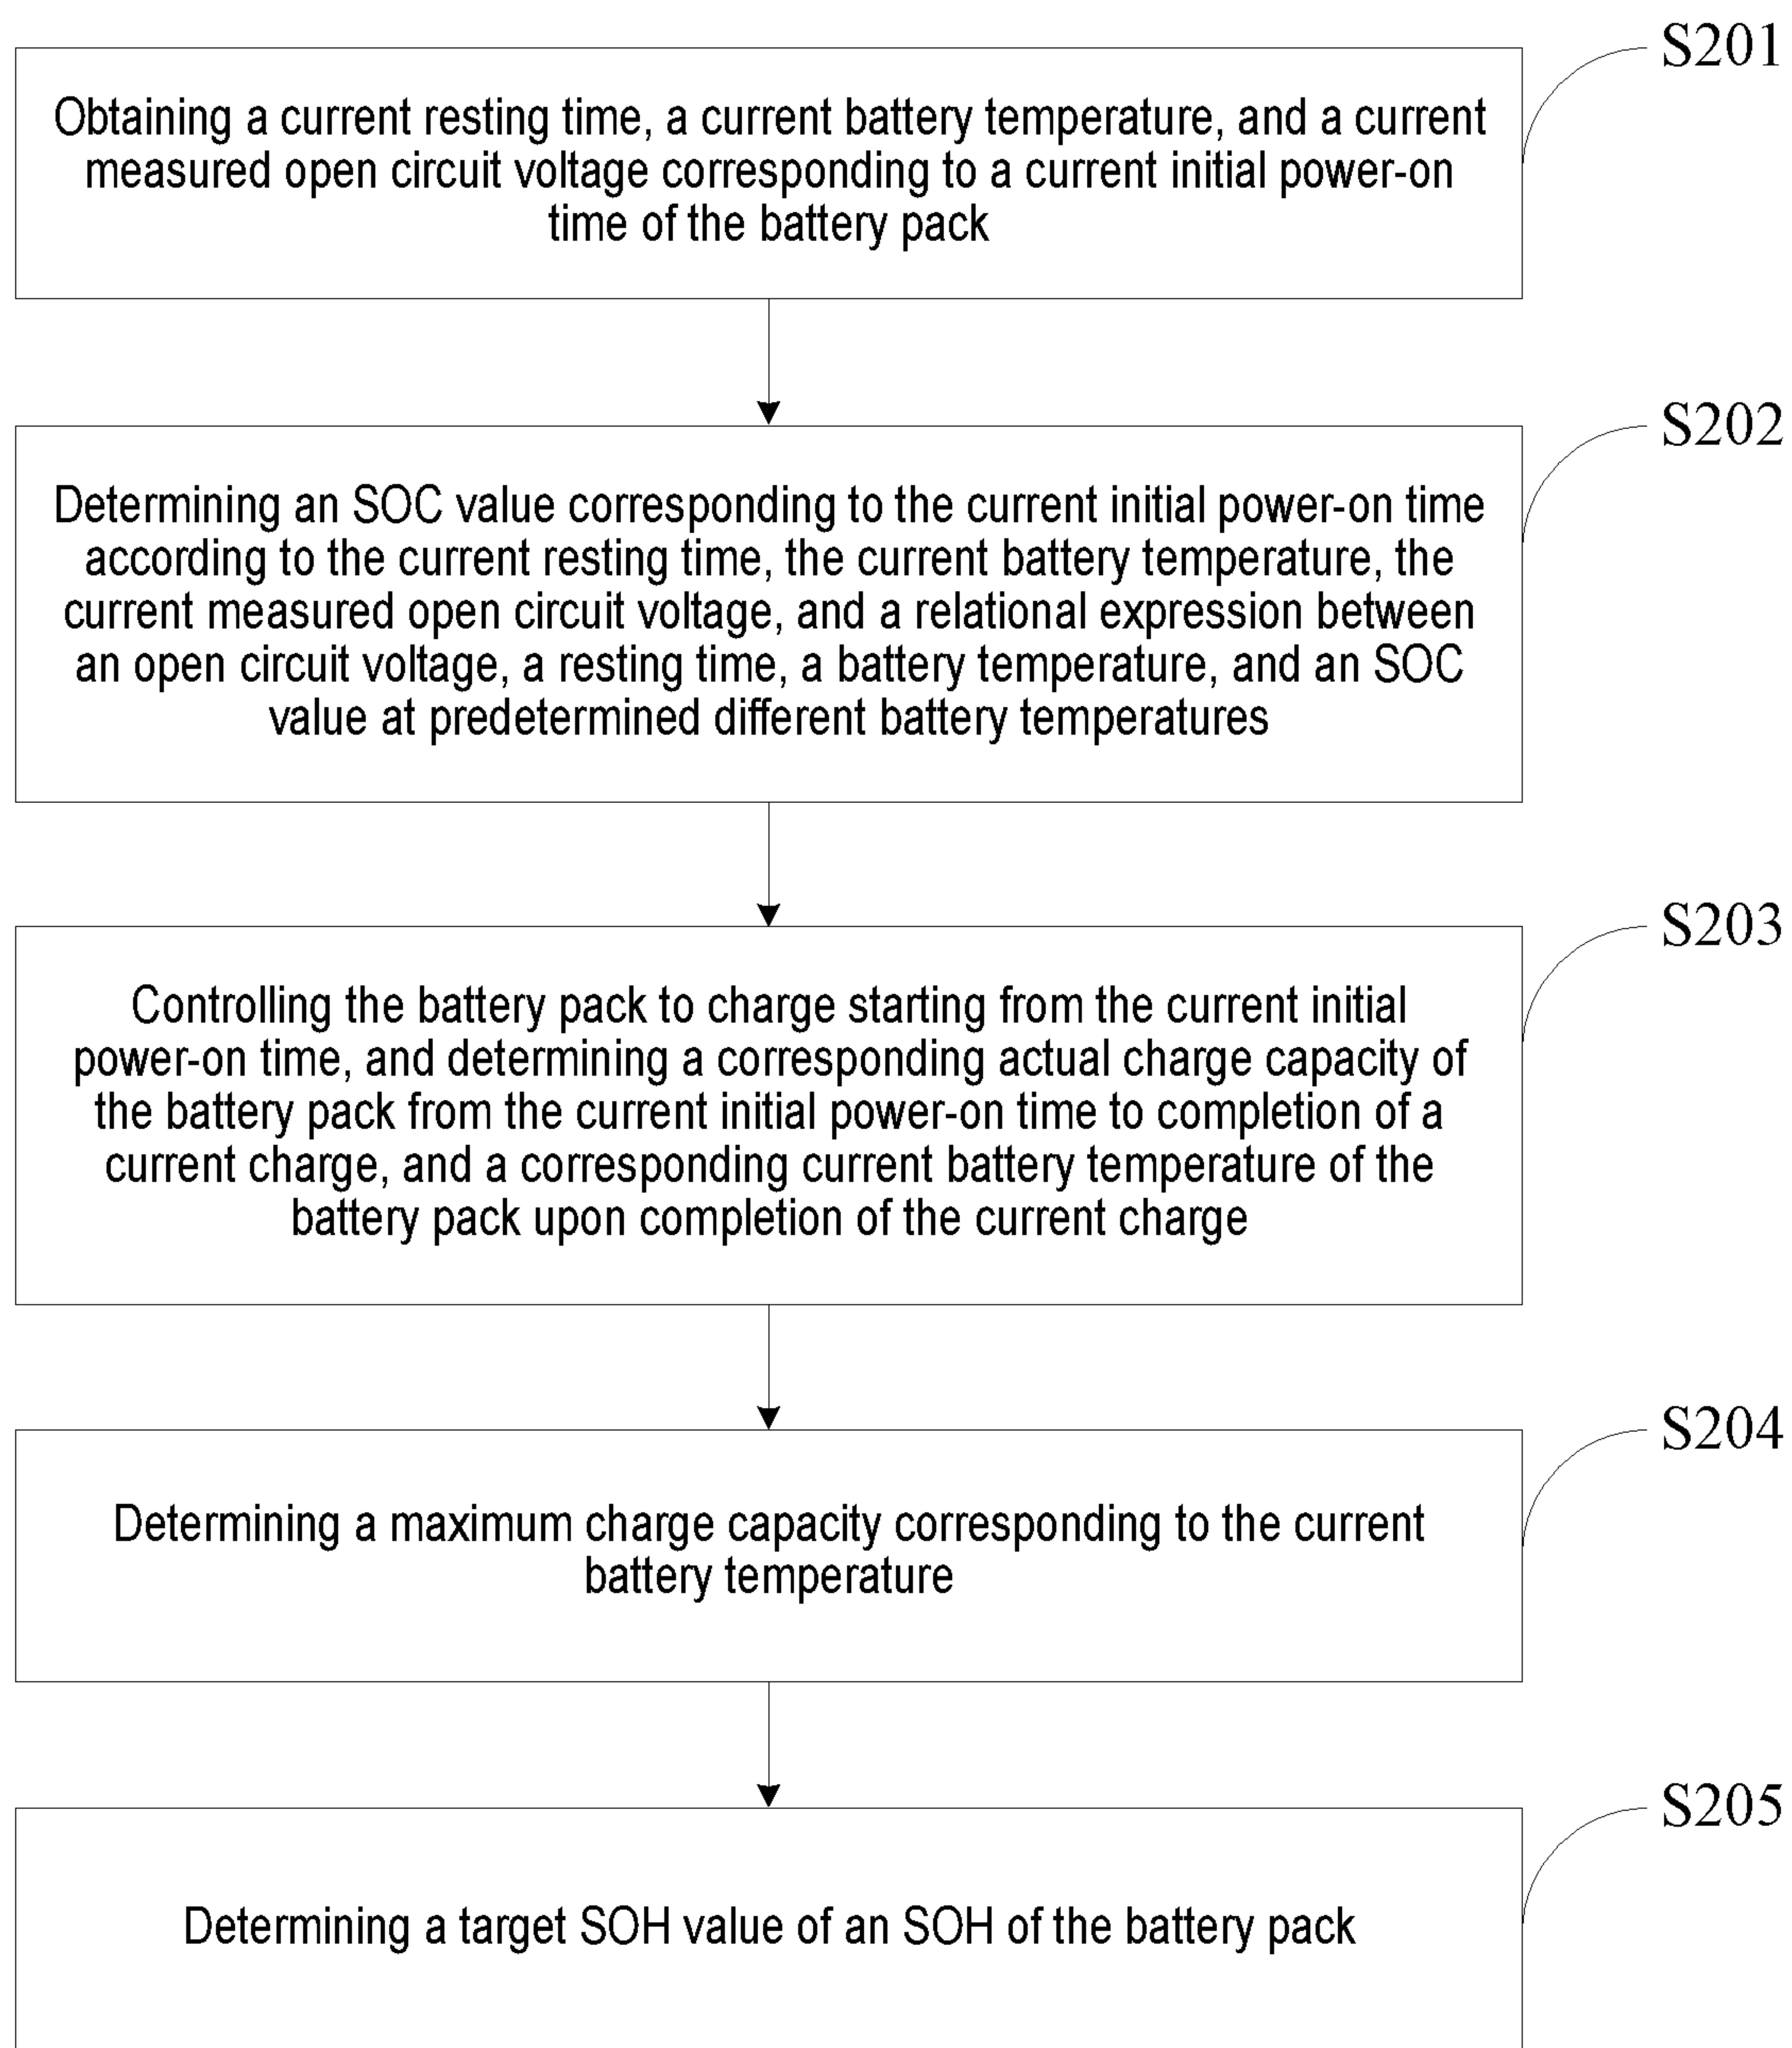 S201
Obtaining a current resting time, a current battery temperature, and a current
measured open circuit voltage corresponding to a current initial power-on
time of the battery pack
S202
Determining an SOC value corresponding to the current initial power-on time
according to the current resting time, the current battery temperature, the
current measured open circuit voltage, and a relational expression between
an open circuit voltage, a resting time, a battery temperature, and an SOC
value at predetermined different battery temperatures
S203
Controlling the battery pack to charge starting from the current initial
power-on time, and determining a corresponding actual charge capacity of
the battery pack from the current initial power-on time to completion of a
current charge, and a corresponding current battery temperature of the
battery pack upon completion of the current charge
S204
Determining a maximum charge capacity corresponding to the current
battery temperature
S205
Determining a target SOH value of an SOH of the battery pack